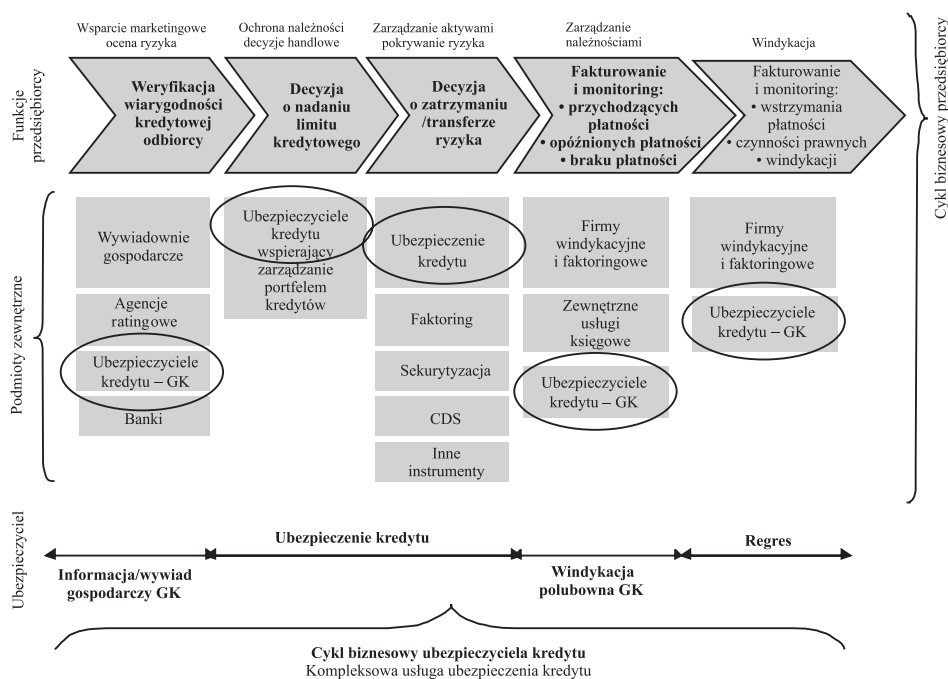 Wsparcie marketingowe
ocena ryzyka
Ochrona należności
decyzje handlowe
Zarządzanie aktywami
pokrywanie ryzyka
Zarządzanie
należnościami
Windykacja
Funkcje
przedsiębiorcy
Weryfikacja
wiarygodności
kredytowej
odbiorcy
Decyzja
o nadaniu
limitu
kredytowego
Decyzja
o zatrzymaniu
/transferze
ryzyka
Fakturowanie
i monitoring:
• przychodzących
płatności
• opóźnionych płatności
• braku płatności
Fakturowanie
i monitoring:
• wstrzymania
płatności
• czynności prawnych
• windykacji
Cykl biznesowy przedsiębiorcy
Podmioty zewnętrzne
Wywiadownie
gospodarcze
Agencje
ratingowe
Ubezpieczyciele
kredytu – GK
Banki
Ubezpieczyciele
kredytu
wspierający
zarządzanie
portfelem
kredytów
Ubezpieczenie
kredytu
Faktoring
Sekurytyzacja
CDS
Inne
instrumenty
Firmy
windykacyjne
i faktoringowe
Zewnętrzne
usługi
księgowe
Ubezpieczyciele
kredytu – GK
Firmy
windykacyjne
i faktoringowe
Ubezpieczyciele
kredytu – GK
Ubezpieczyciel
Informacja/wywiad
gospodarczy GK
Ubezpieczenie kredytu
Windykacja
polubowna GK
Regres
Cykl biznesowy ubezpieczyciela kredytu
Kompleksowa usługa ubezpieczenia kredytu